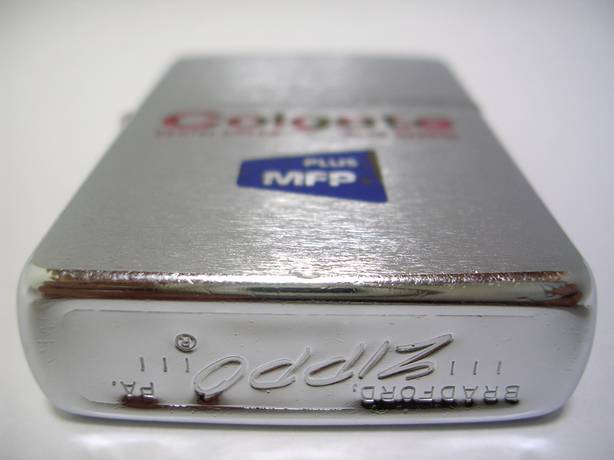 Colgate
PLUS
MFP
BRADFORD, PA.
||| ZIPPO ® |||